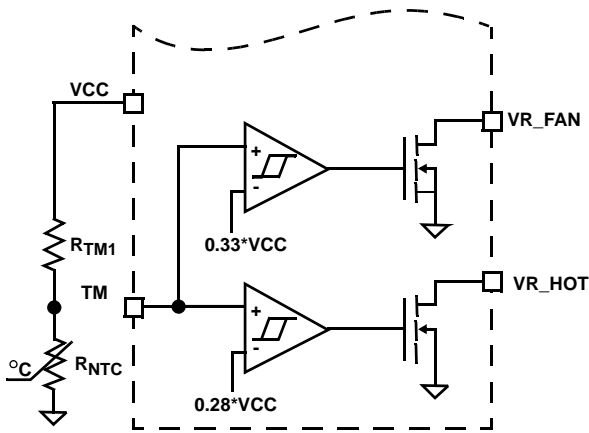 VCC
VR_FAN
+
-
0.33*VCC
RTM1
TM
VR_HOT
+
-
°C
RNTC
0.28*VCC